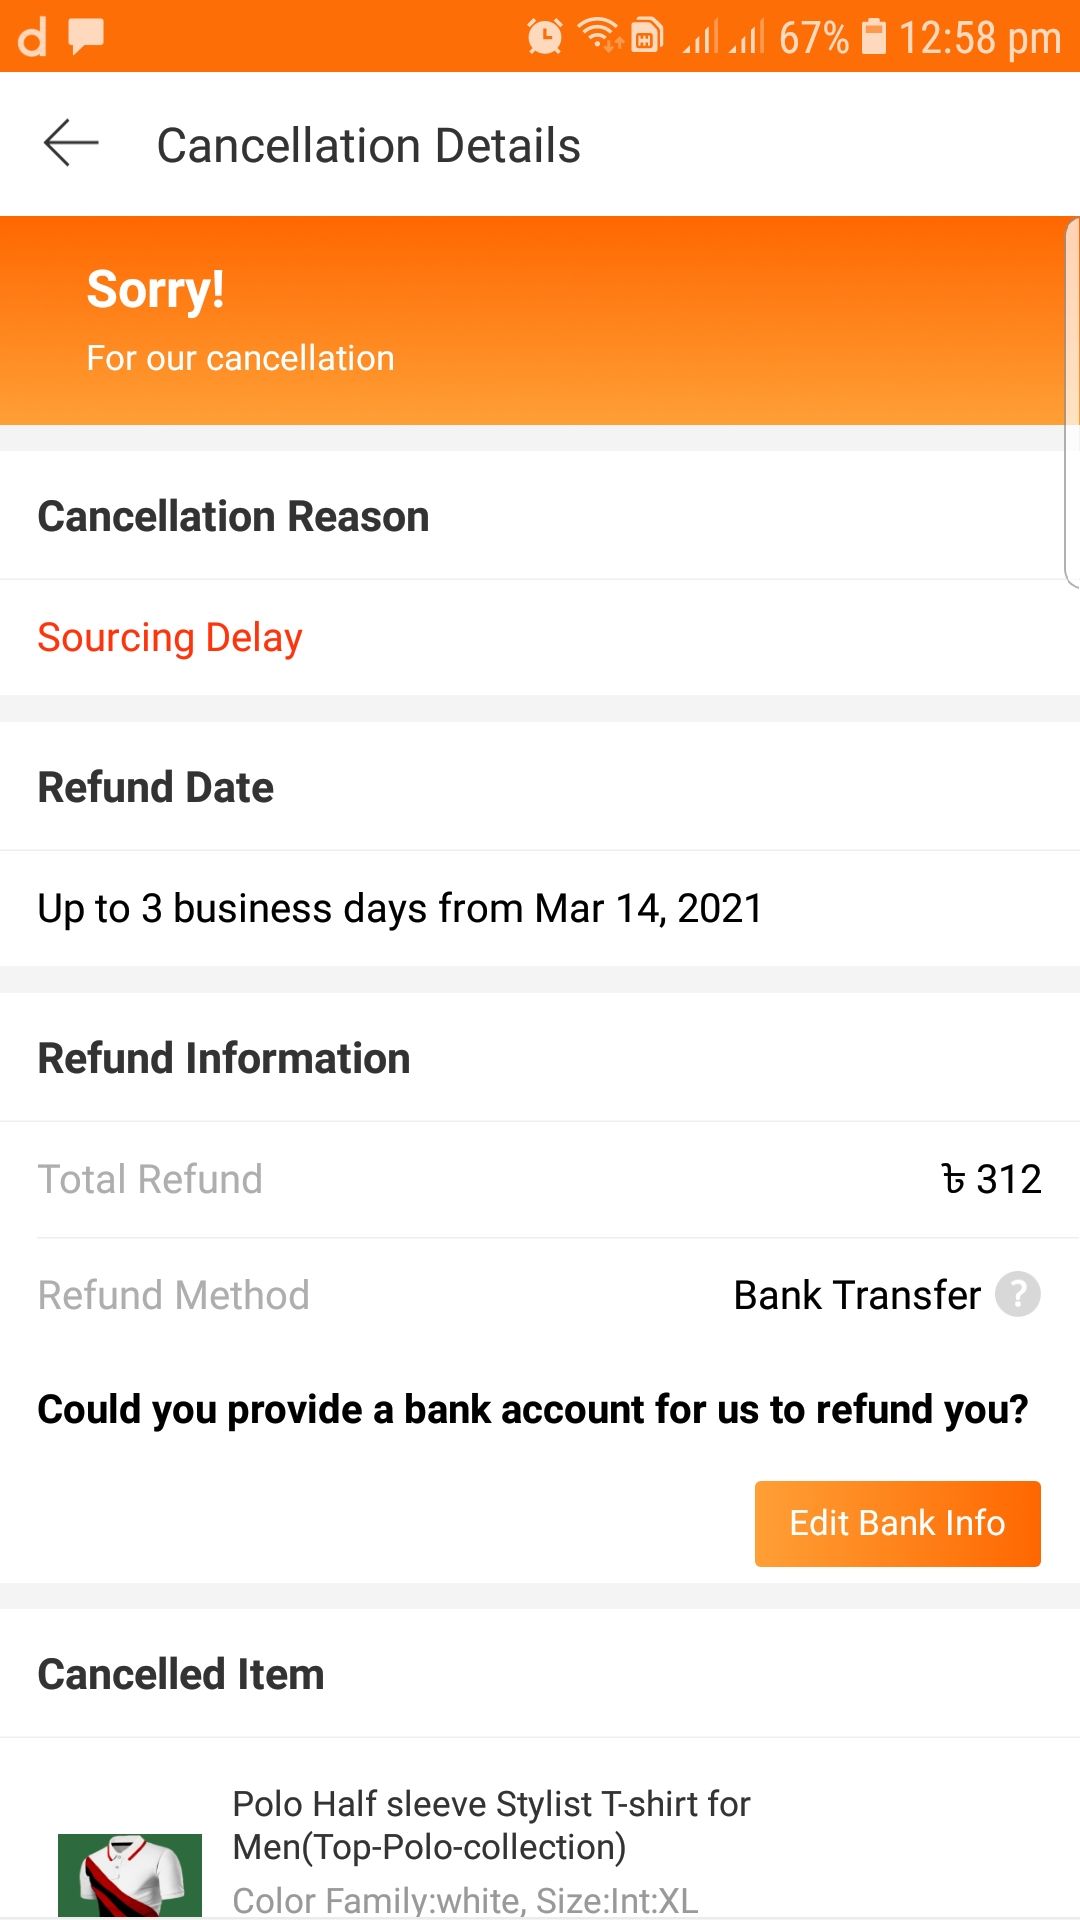 d
67%
12:58 pm
Cancellation Details
Sorry!
For our cancellation
Cancellation Reason
Sourcing Delay
Refund Date
Up to 3 business days from Mar 14, 2021
Refund Information
Total Refund ৳ 312
Refund Method Bank Transfer ?
Could you provide a bank account for us to refund you?
Edit Bank Info
Cancelled Item
Polo Half sleeve Stylist T-shirt for
Men(Top-Polo-collection)
Color Family:white, Size:Int:XL